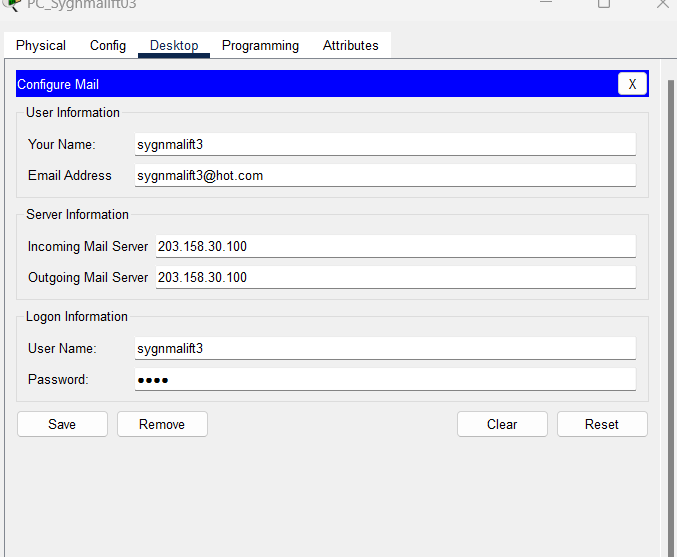 PC_Sygnmalift03
Physical Config Desktop Programming Attributes
Configure Mail X
User Information
Your Name: sygnmalift3
Email Address sygnmalift3@hot.com
Server Information
Incoming Mail Server 203.158.30.100
Outgoing Mail Server 203.158.30.100
Logon Information
User Name: sygnmalift3
Password: ●●●●
Save Remove Clear Reset